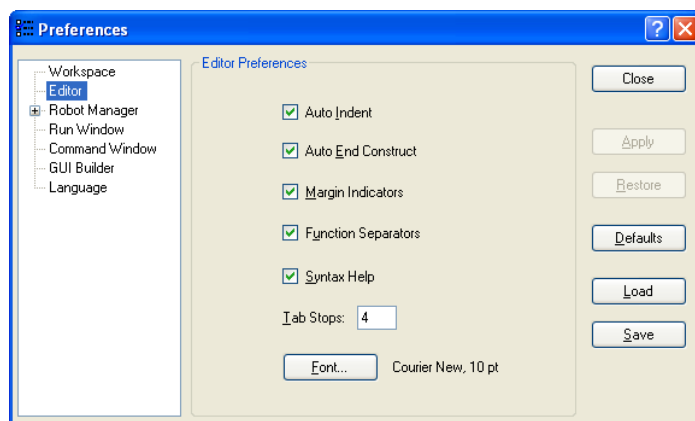 Preferences
Workspace
Editor
Robot Manager
Run Window
Command Window
GUI Builder
Language
Editor Preferences
Auto Indent
Auto End Construct
Margin Indicators
Function Separators
Syntax Help
Tab Stops: 4
Font... Courier New, 10 pt
Close
Apply
Restore
Defaults
Load
Save